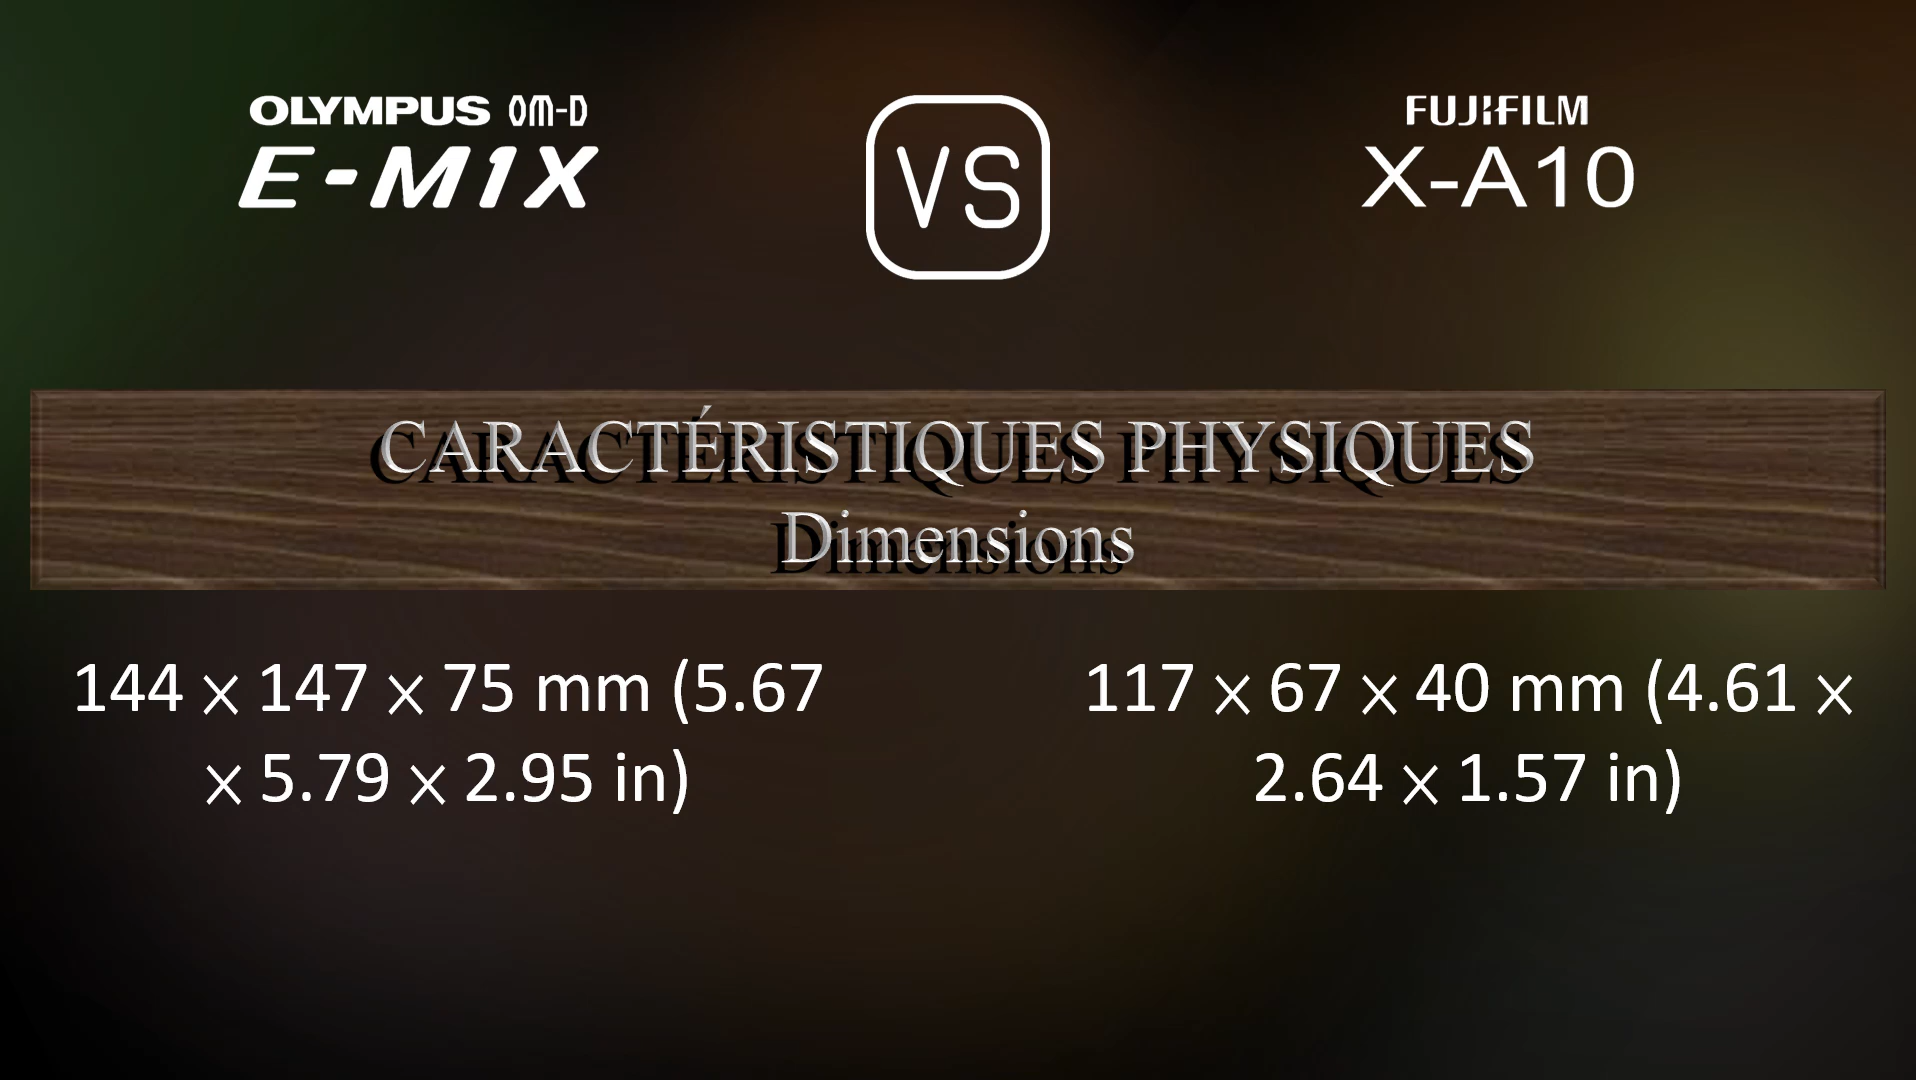 OLYMPUS OM-D
E-M1X
VS
FUJIFILM
X-A10
CARACTÉRISTIQUES PHYSIQUES
Dimensions
144 x 147 x 75 mm (5.67
x 5.79 x 2.95 in)
117 x 67 x 40 mm (4.61 x
2.64 x 1.57 in)